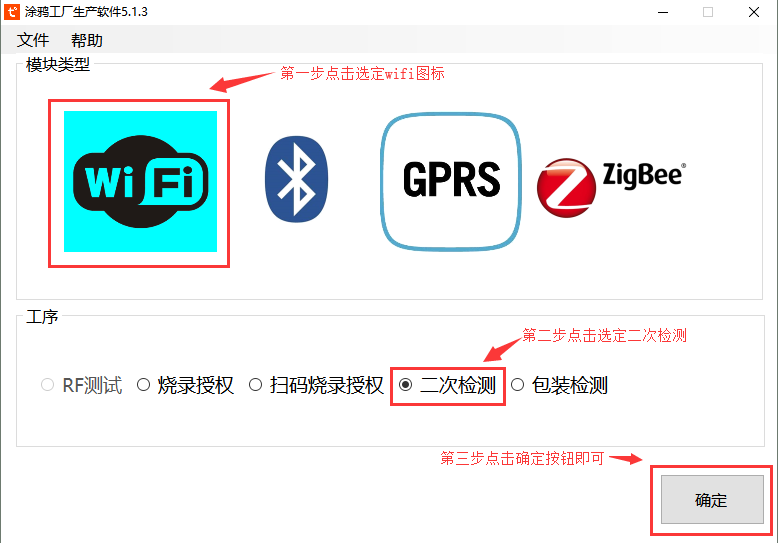 涂鸦工厂生产软件5.1.3
文件 帮助
模块类型
第一步点击选定wifi图标
WiFi
GPRS
ZigBee®
工序
第二步点击选定二次检测
RF测试 烧录授权 扫码烧录授权 二次检测 包装检测
第三步点击确定按钮即可
确定